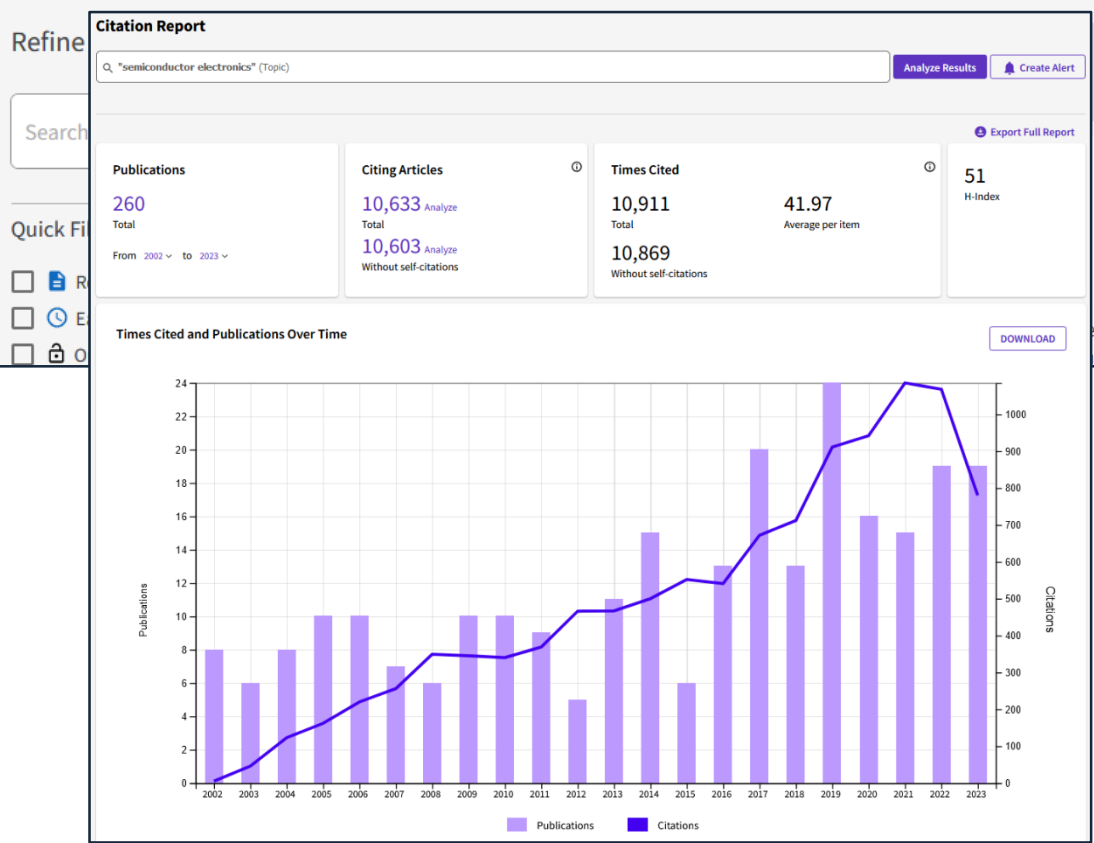 Refine
Search
Quick Fil
R
E
O
Citation Report
"semiconductor electronics" (Topic)
Analyze Results
Create Alert
Export Full Report
Publications
260
Total
From 2002 to 2023
Citing Articles
10,633 Analyze
Total
10,603 Analyze
Without self-citations
Times Cited
10,911
Total
41.97
Average per item
10,869
Without self-citations
51
H-Index
Times Cited and Publications Over Time
DOWNLOAD
24
22
20
18
16
14
12
10
8
6
4
2
0
Publications
1000
900
800
700
600
500
400
300
200
100
0
Citations
2002 2003 2004 2005 2006 2007 2008 2009 2010 2011 2012 2013 2014 2015 2016 2017 2018 2019 2020 2021 2022 2023
Publications Citations